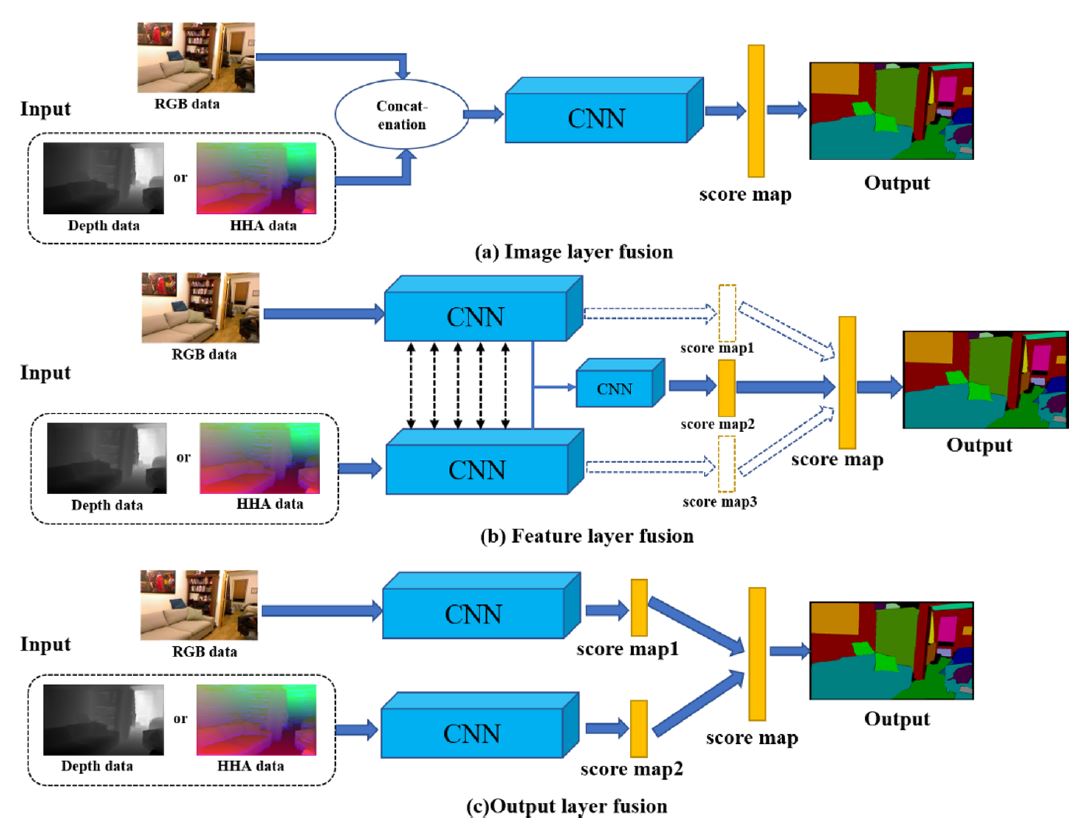 RGB data
Input
Concat-
enation
CNN
score map
Output
or
Depth data
HHA data
(a) Image layer fusion
RGB data
Input
CNN
score map1
CNN
score map2
score map
Output
or
CNN
Depth data
HHA data
score map3
(b) Feature layer fusion
RGB data
Input
CNN
score map1
score map
Output
or
CNN
Depth data
HHA data
score map2
(c)Output layer fusion